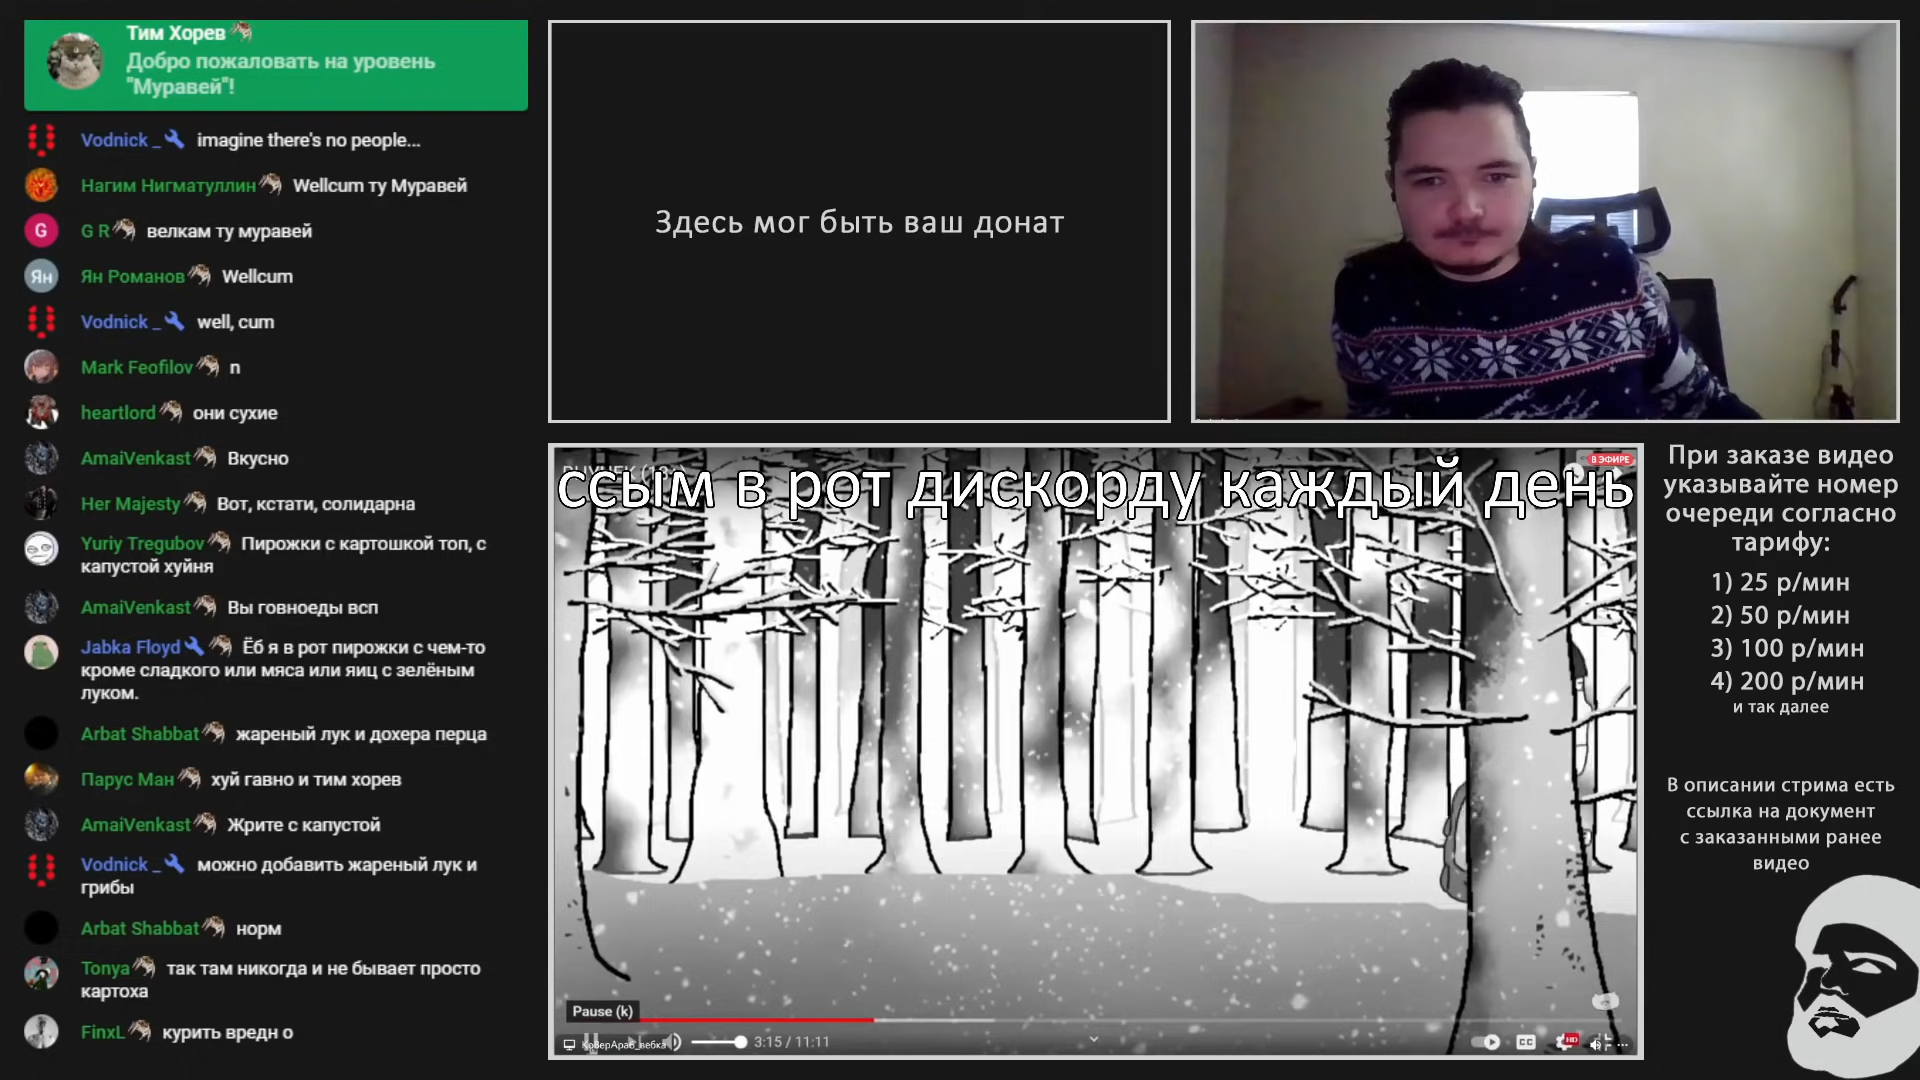 Тим Хорев
Добро пожаловать на уровень
"Муравей"!
Vodnick _ imagine there's no people...
Нагим Нигматуллин Wellcum ту Муравей
G
G R велкам ту муравей
Ян
Ян Романов Wellcum
Vodnick _ well, cum
Mark Feofilov n
heartlord они сухие
AmaiVenkast Вкусно
Her Majesty Вот, кстати, солидарна
Yuriy Tregubov Пирожки с картошкой топ, с
капустой хуйня
AmaiVenkast Вы говноеды всп
Jabka Floyd Ёб я в рот пирожки с чем-то
кроме сладкого или мяса или яиц с зелёным
луком.
Arbat Shabbat жареный лук и дохера перца
Парус Ман хуй гавно и тим хорев
AmaiVenkast Жрите с капустой
Vodnick _ можно добавить жареный лук и
грибы
Arbat Shabbat норм
Tonya так там никогда и не бывает просто
картоха
FinxL курить вредн о
Здесь мог быть ваш донат
В ЭФИРЕ
ссым в рот дискорду каждый день
Pause (k)
КоверАраб_вебка
3:15 / 11:11
CC
HD
При заказе видео
указывайте номер
очереди согласно
тарифу:
1) 25 р/мин
2) 50 р/мин
3) 100 р/мин
4) 200 р/мин
и так далее
В описании стрима есть
ссылка на документ
с заказанными ранее
видео